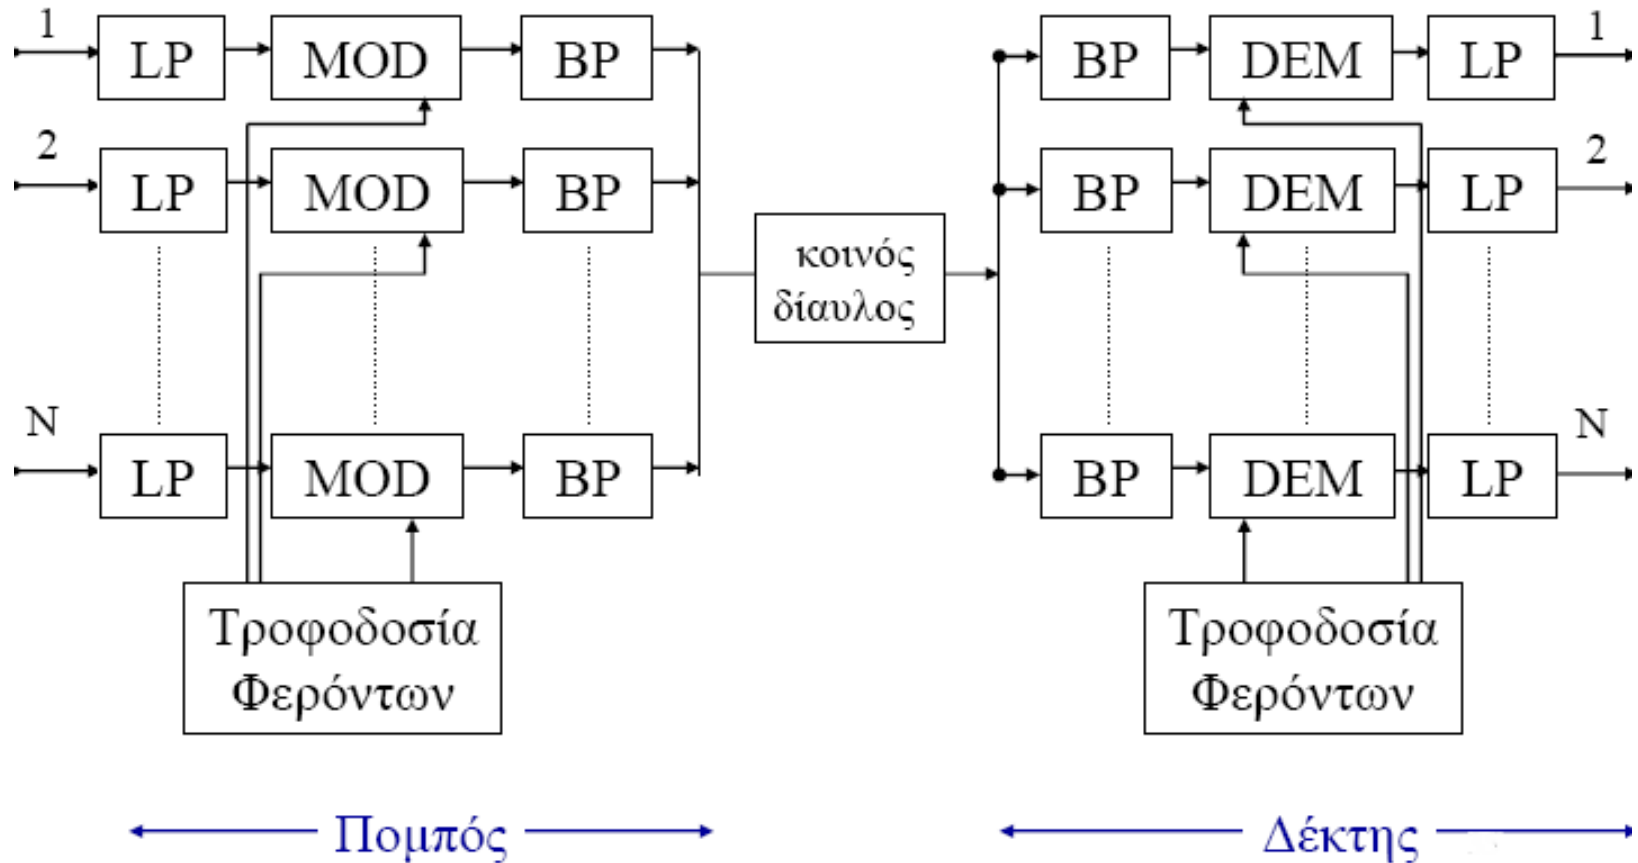 1
LP
MOD
BP
BP
DEM
LP
1
2
LP
MOD
BP
BP
DEM
LP
2
κοινός
δίαυλος
N
LP
MOD
BP
BP
DEM
LP
N
Τροφοδοσία
Φερόντων
Τροφοδοσία
Φερόντων
Πομπός
Δέκτης